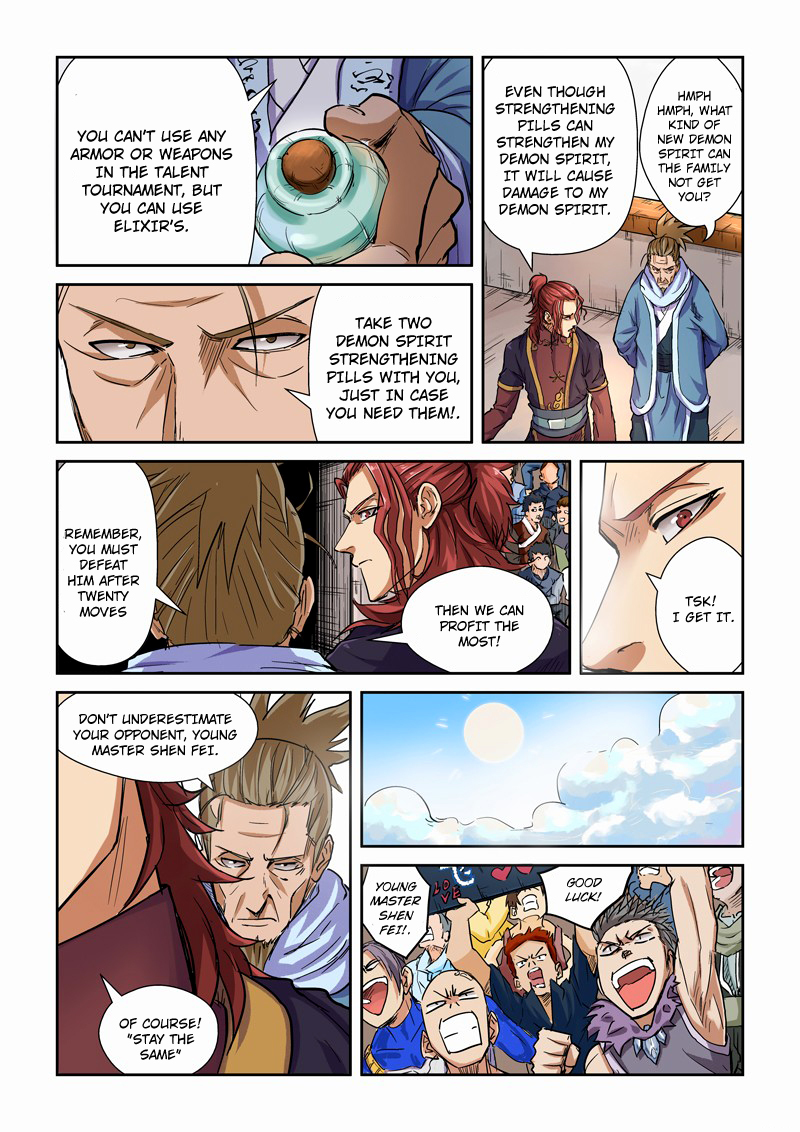 YOU CAN'T USE ANY
ARMOR OR WEAPONS
IN THE TALENT
TOURNAMENT, BUT
YOU CAN USE
ELIXIR'S.
TAKE TWO
DEMON SPIRIT
STRENGTHENING
PILLS WITH YOU,
JUST IN CASE
YOU NEED THEM!.
EVEN THOUGH
STRENGTHENING
PILLS CAN
STRENGTHEN MY
DEMON SPIRIT,
IT WILL CAUSE
DAMAGE TO MY
DEMON SPIRIT.
HMPH
HMPH, WHAT
KIND OF
NEW DEMON
SPIRIT CAN
THE FAMILY
NOT GET
YOU?
REMEMBER,
YOU MUST
DEFEAT
HIM AFTER
TWENTY
MOVES
THEN WE CAN
PROFIT THE
MOST!
TSK!
I GET IT.
DON'T UNDERESTIMATE
YOUR OPPONENT, YOUNG
MASTER SHEN FEI.
OF COURSE!
"STAY THE
SAME"
YOUNG
MASTER
SHEN
FEI!.
LOVE
GOOD
LUCK!